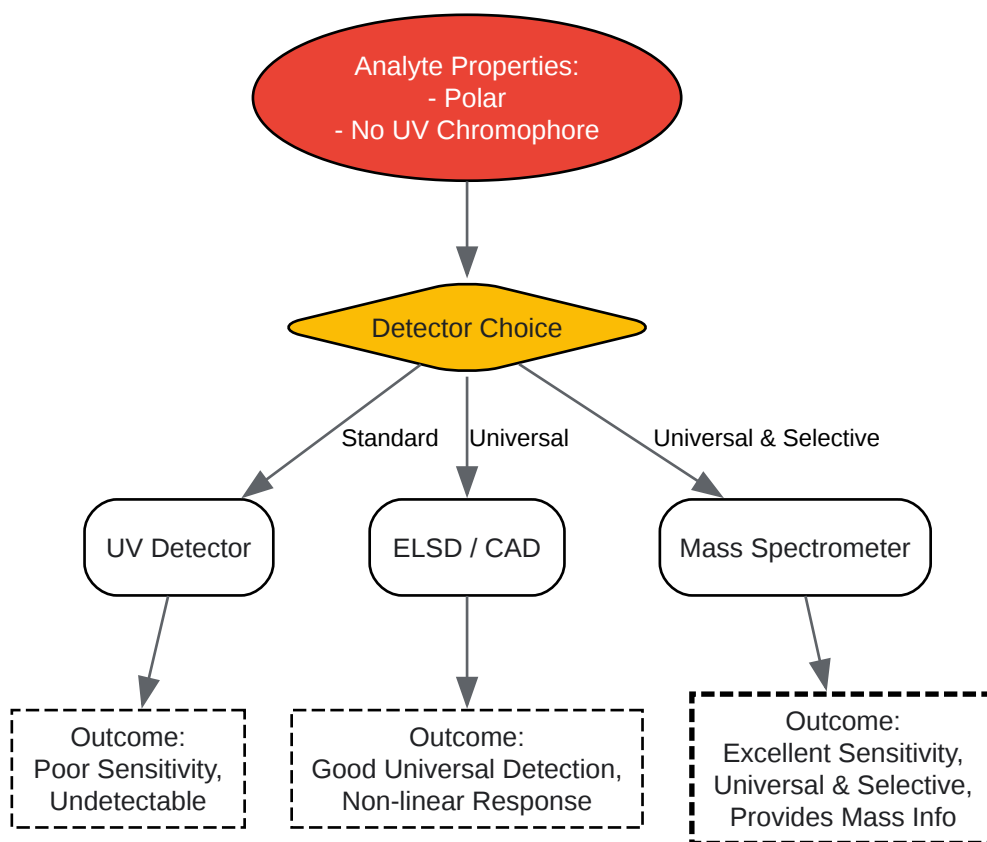 Analyte Properties:
- Polar
- No UV Chromophore
Detector Choice
Standard
Universal
Universal & Selective
UV Detector
ELSD / CAD
Mass Spectrometer
Outcome:
Poor Sensitivity,
Undetectable
Outcome:
Good Universal Detection,
Non-linear Response
Outcome:
Excellent Sensitivity,
Universal & Selective,
Provides Mass Info